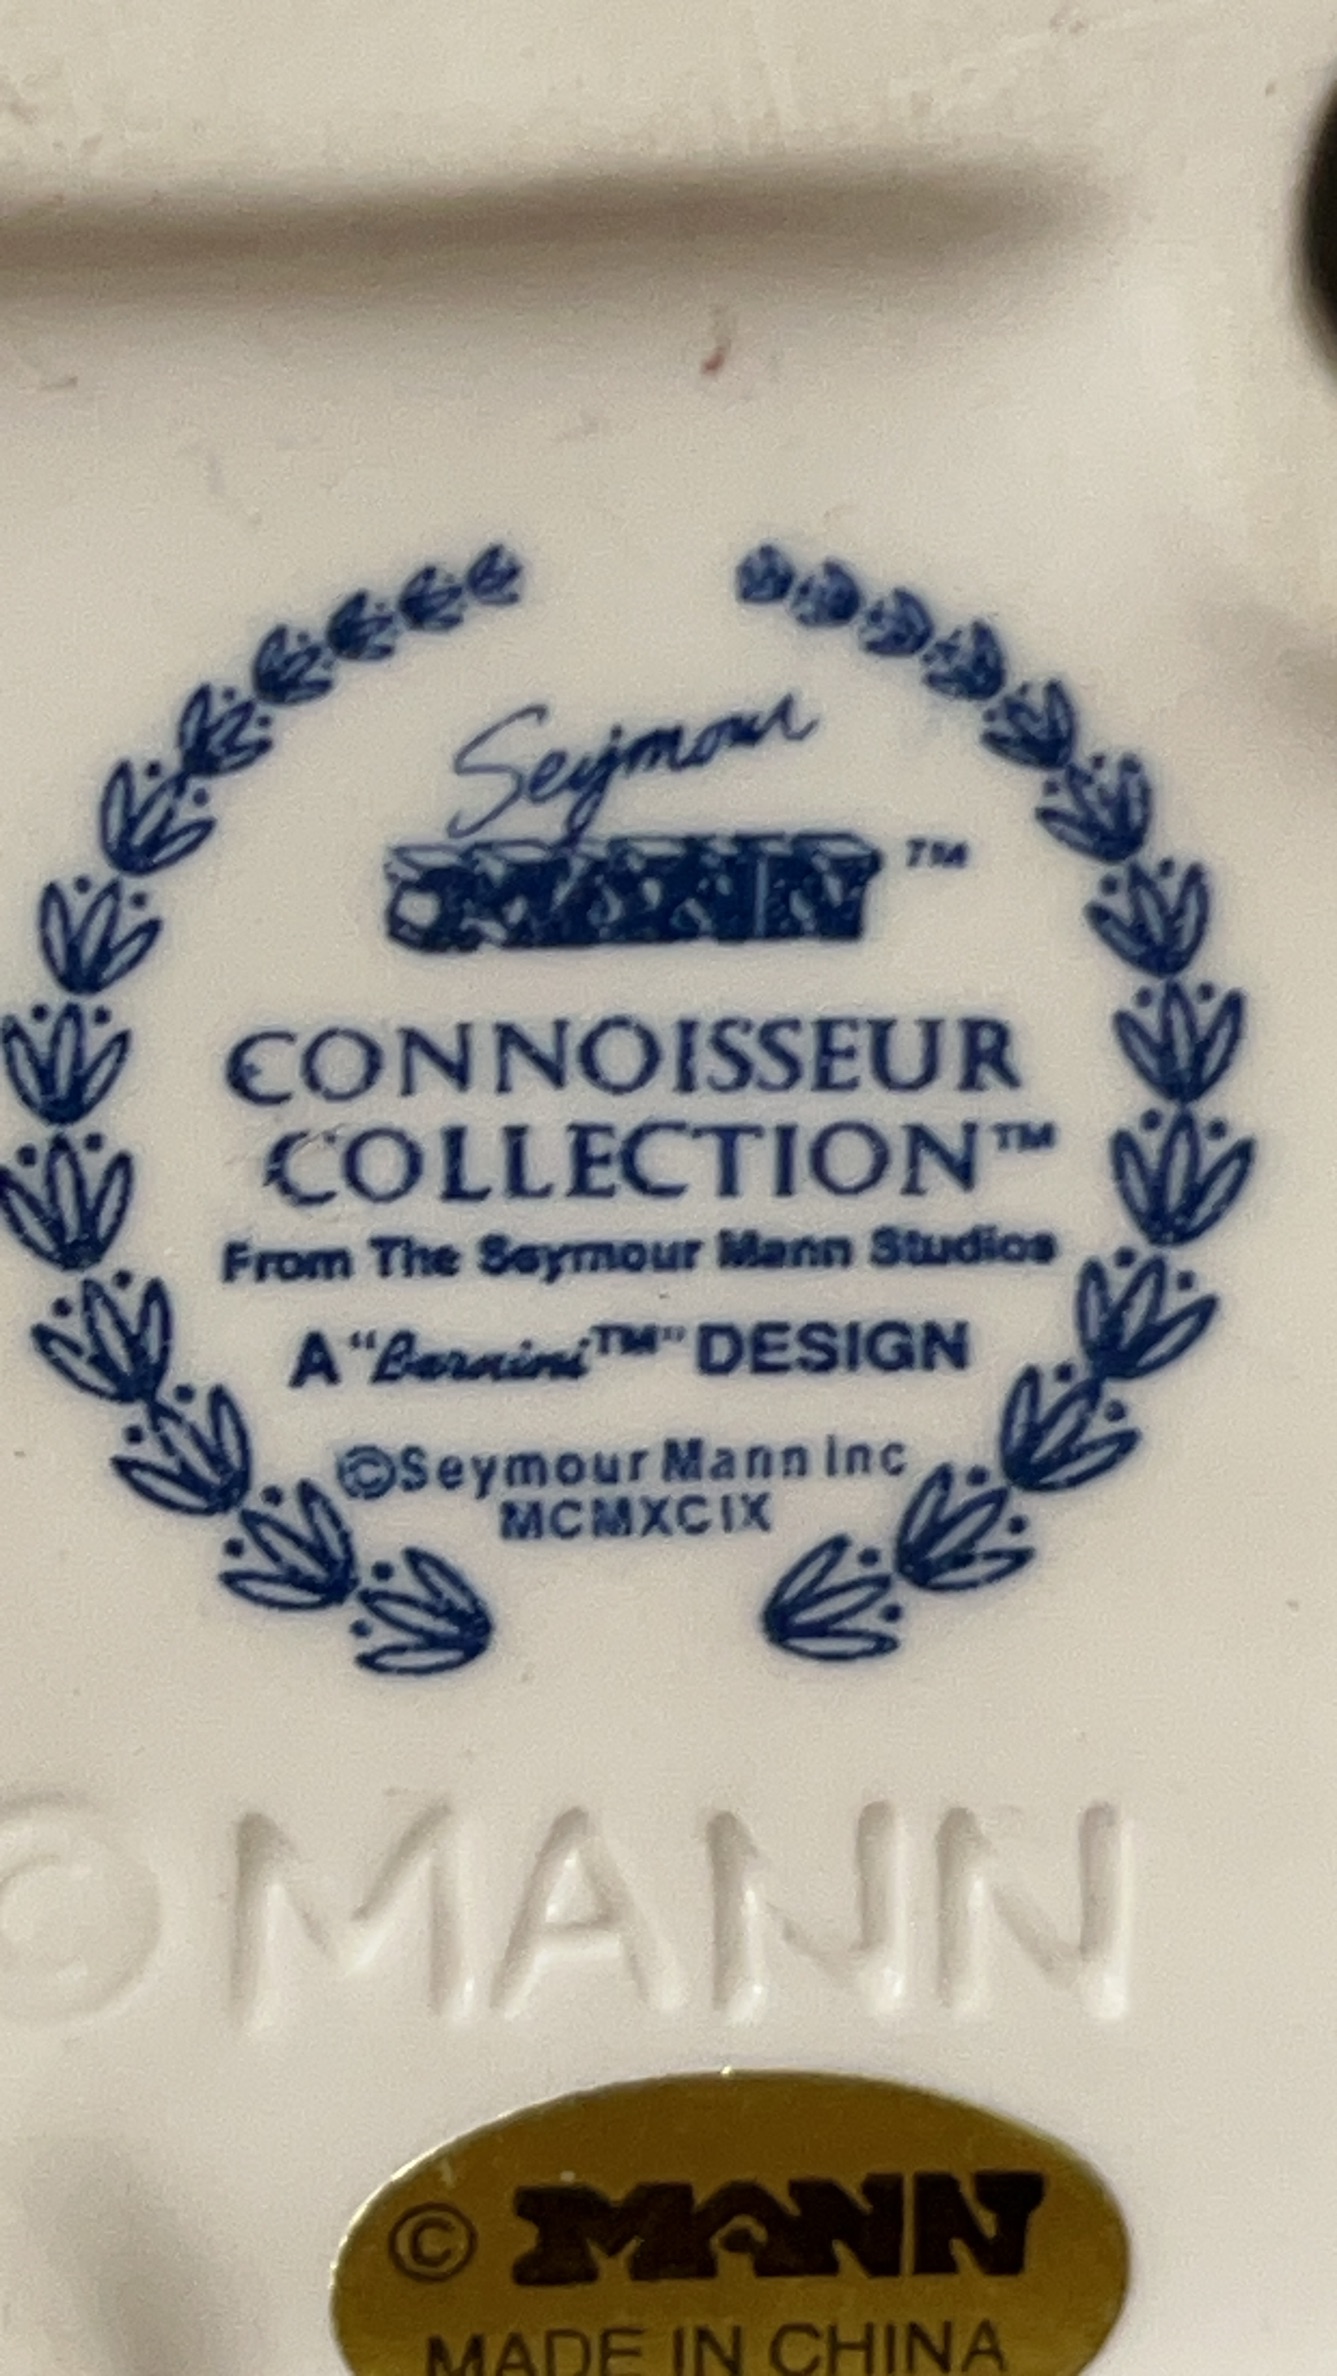 Seymour
MANN™
CONNOISSEUR
COLLECTION™
From The Seymour Mann Studios
A "Bernini™" DESIGN
©Seymour Mann Inc
MCMXCIX
©MANN
© MANN
MADE IN CHINA